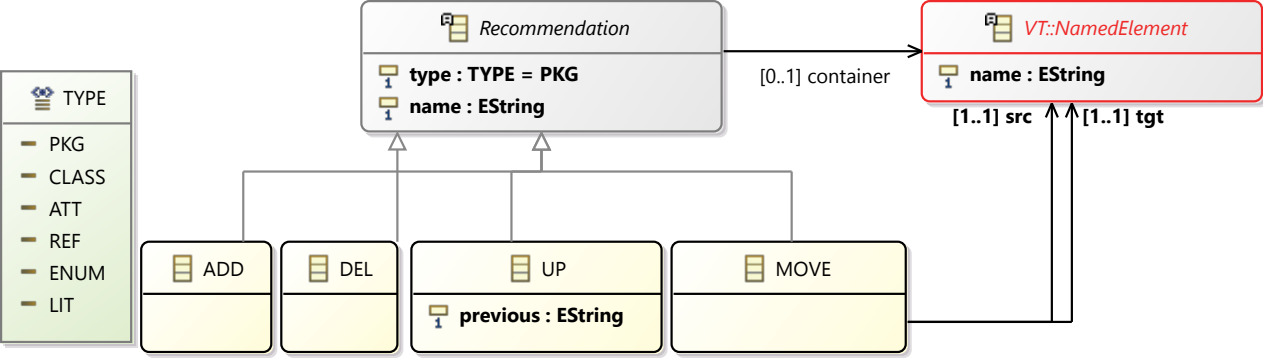 TYPE
PKG
CLASS
ATT
REF
ENUM
LIT
Recommendation
type : TYPE = PKG
name : EString
[0..1] container
VT::NamedElement
name : EString
[1..1] src
[1..1] tgt
ADD
DEL
UP
previous : EString
MOVE